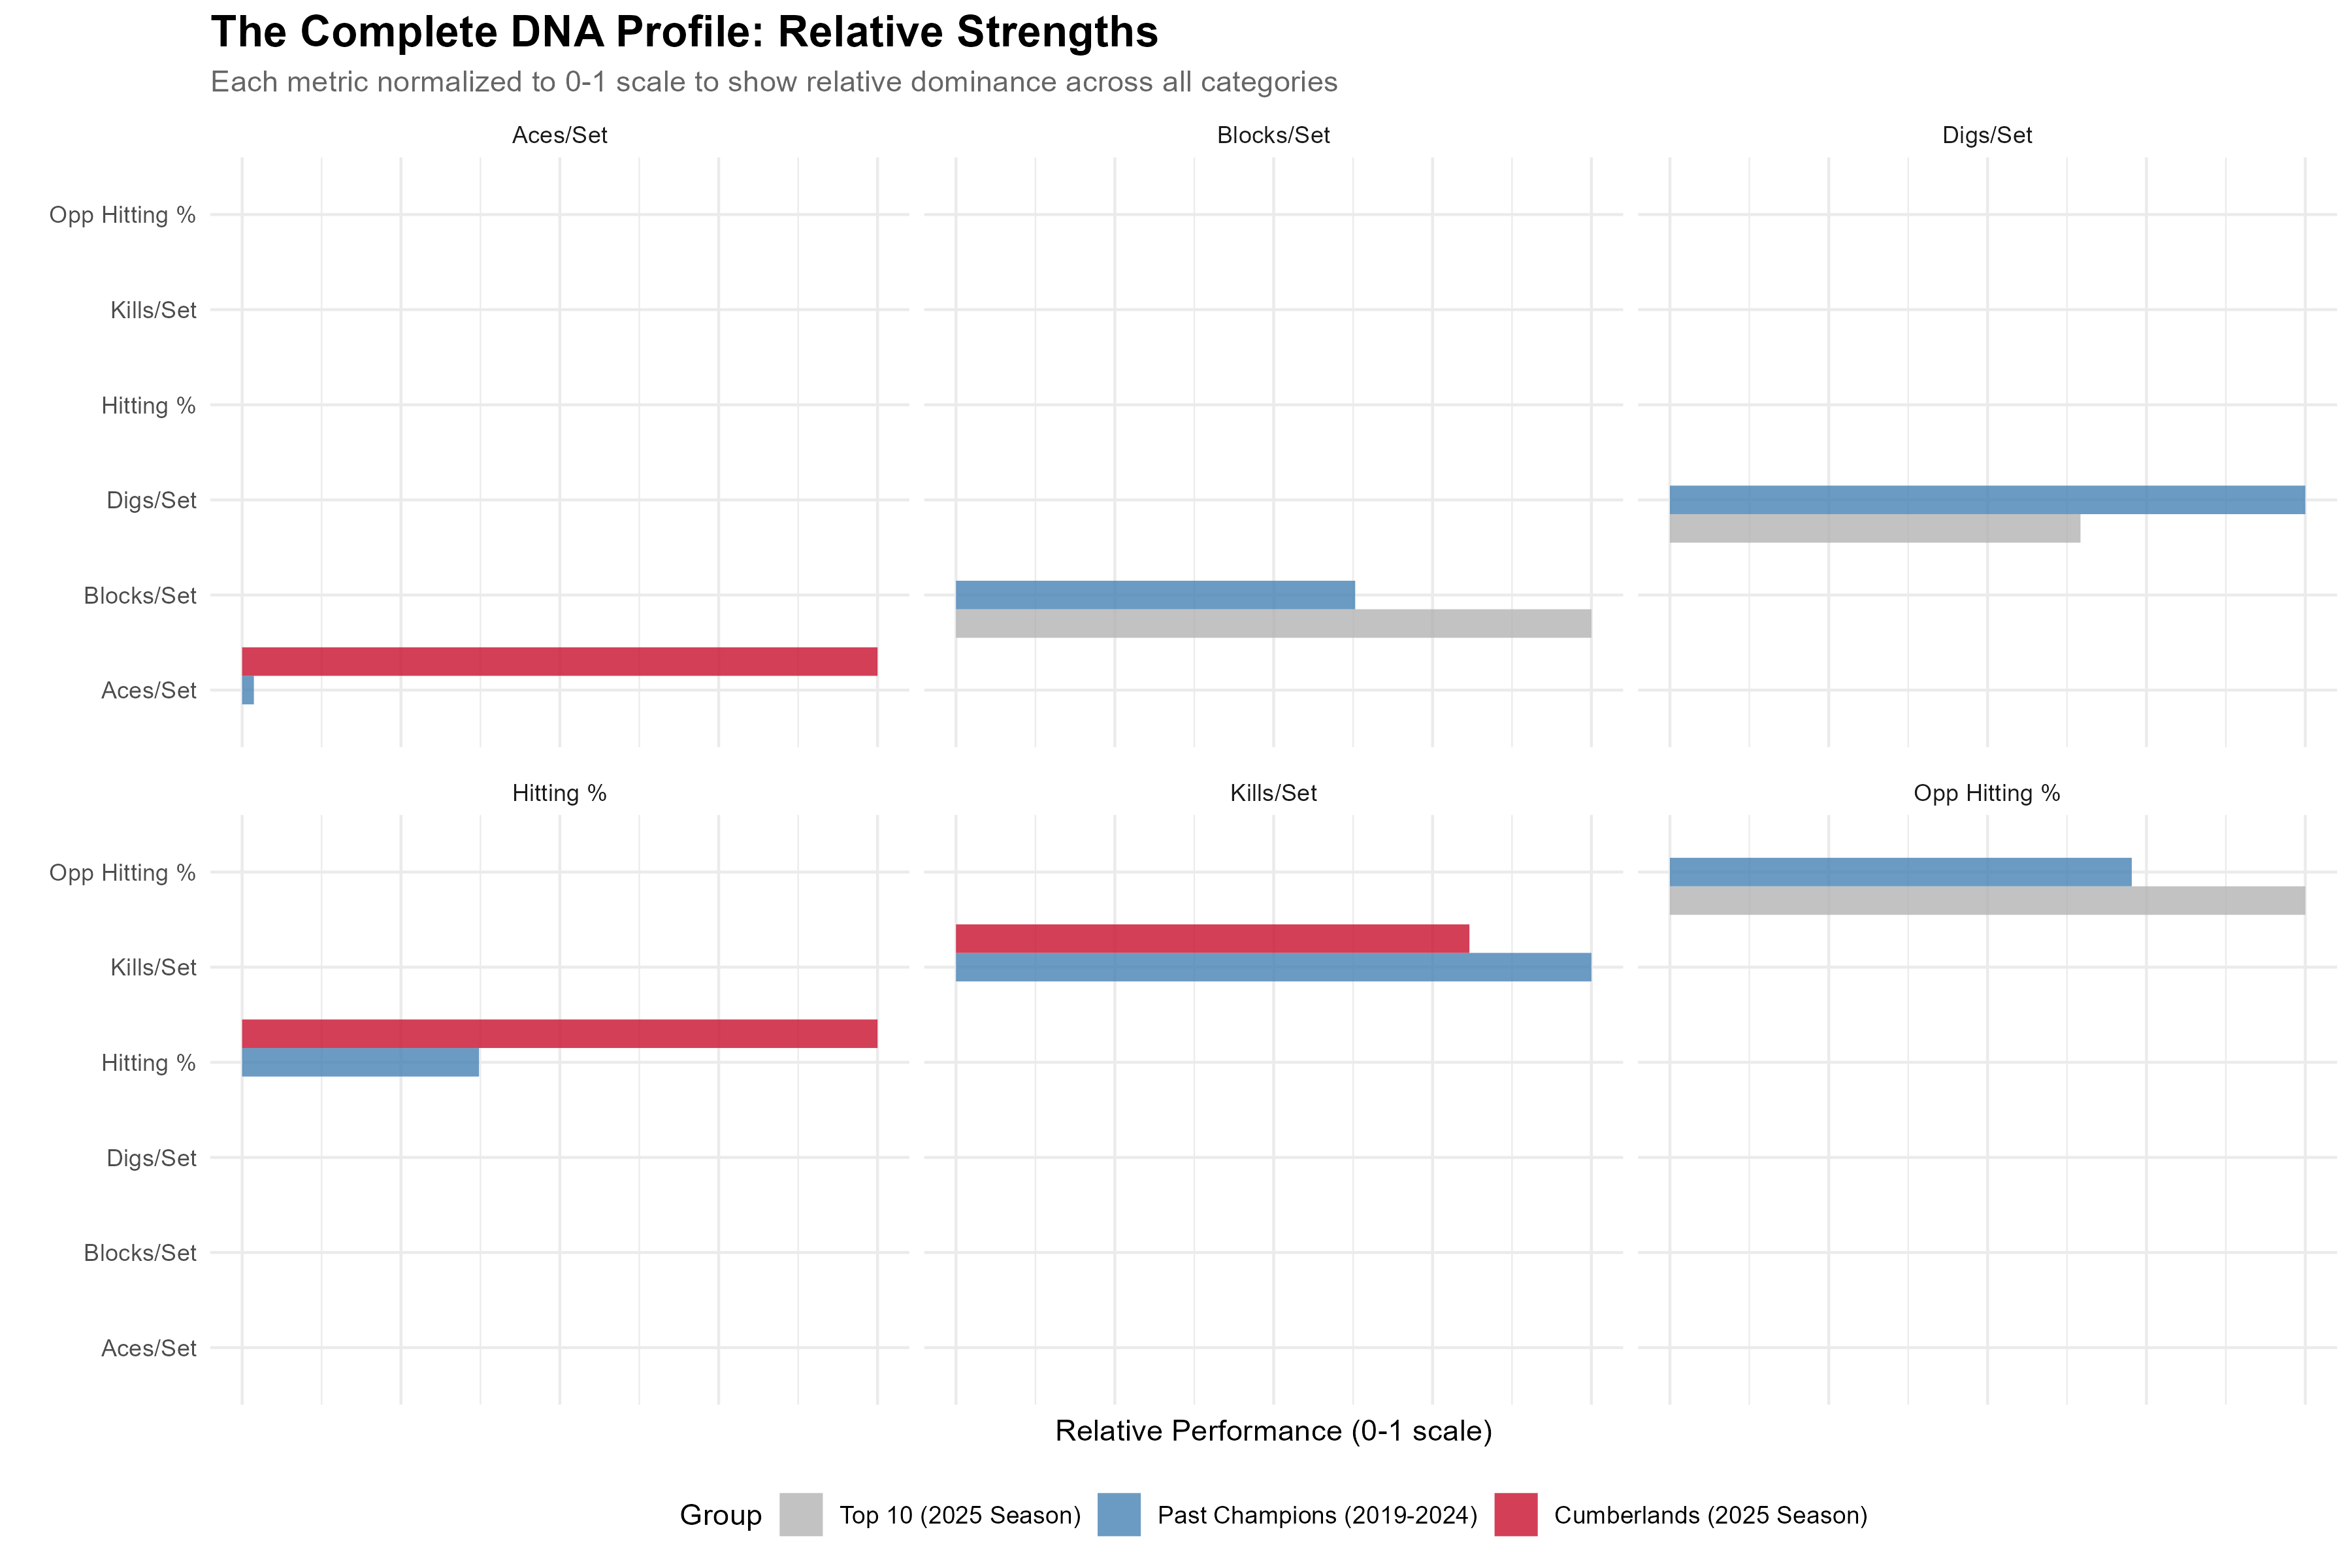 The Complete DNA Profile: Relative Strengths
Each metric normalized to 0-1 scale to show relative dominance across all categories
Aces/Set
Blocks/Set
Digs/Set
Opp Hitting %
Kills/Set
Hitting %
Digs/Set
Blocks/Set
Aces/Set
Hitting %
Kills/Set
Opp Hitting %
Opp Hitting %
Kills/Set
Hitting %
Digs/Set
Blocks/Set
Aces/Set
Relative Performance (0-1 scale)
Group Top 10 (2025 Season) Past Champions (2019-2024) Cumberlands (2025 Season)